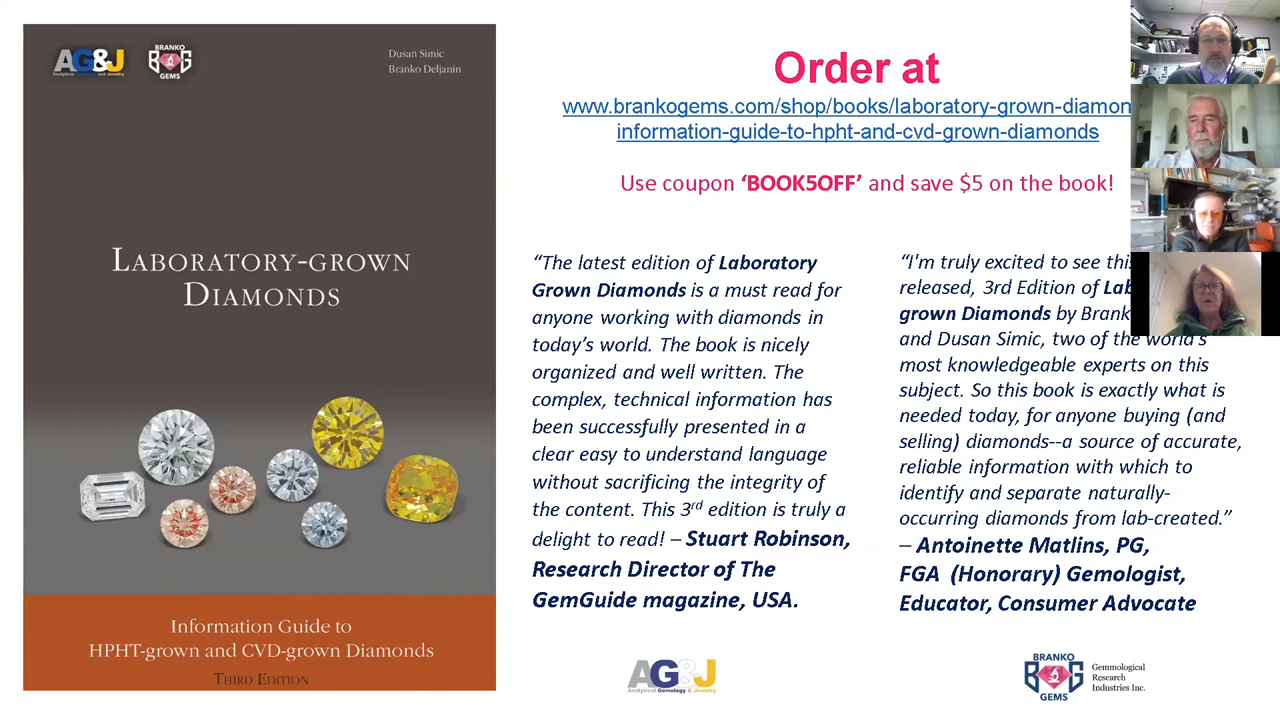 AG&J
Analytical Gemology and Jewelry
BRANKO
GEMS
Dusan Simic
Branko Deljanin
LABORATORY-GROWN
DIAMONDS
Information Guide to
HPHT-grown and CVD-grown Diamonds
THIRD EDITION
Order at
www.brankogems.com/shop/books/laboratory-grown-diamon
information-guide-to-hpht-and-cvd-grown-diamonds
Use coupon ‘BOOK5OFF’ and save $5 on the book!
“The latest edition of Laboratory
Grown Diamonds is a must read for
anyone working with diamonds in
today’s world. The book is nicely
organized and well written. The
complex, technical information has
been successfully presented in a
clear easy to understand language
without sacrificing the integrity of
the content. This 3rd edition is truly a
delight to read! – Stuart Robinson,
Research Director of The
GemGuide magazine, USA.
“I'm truly excited to see this
released, 3rd Edition of Lab
grown Diamonds by Brank
and Dusan Simic, two of the world’s
most knowledgeable experts on this
subject. So this book is exactly what is
needed today, for anyone buying (and
selling) diamonds--a source of accurate,
reliable information with which to
identify and separate naturally-
occurring diamonds from lab-created.”
– Antoinette Matlins, PG,
FGA (Honorary) Gemologist,
Educator, Consumer Advocate
AG&J
Analytical Gemology & Jewelry
BRANKO
GEMS
Gemmological
Research
Industries Inc.